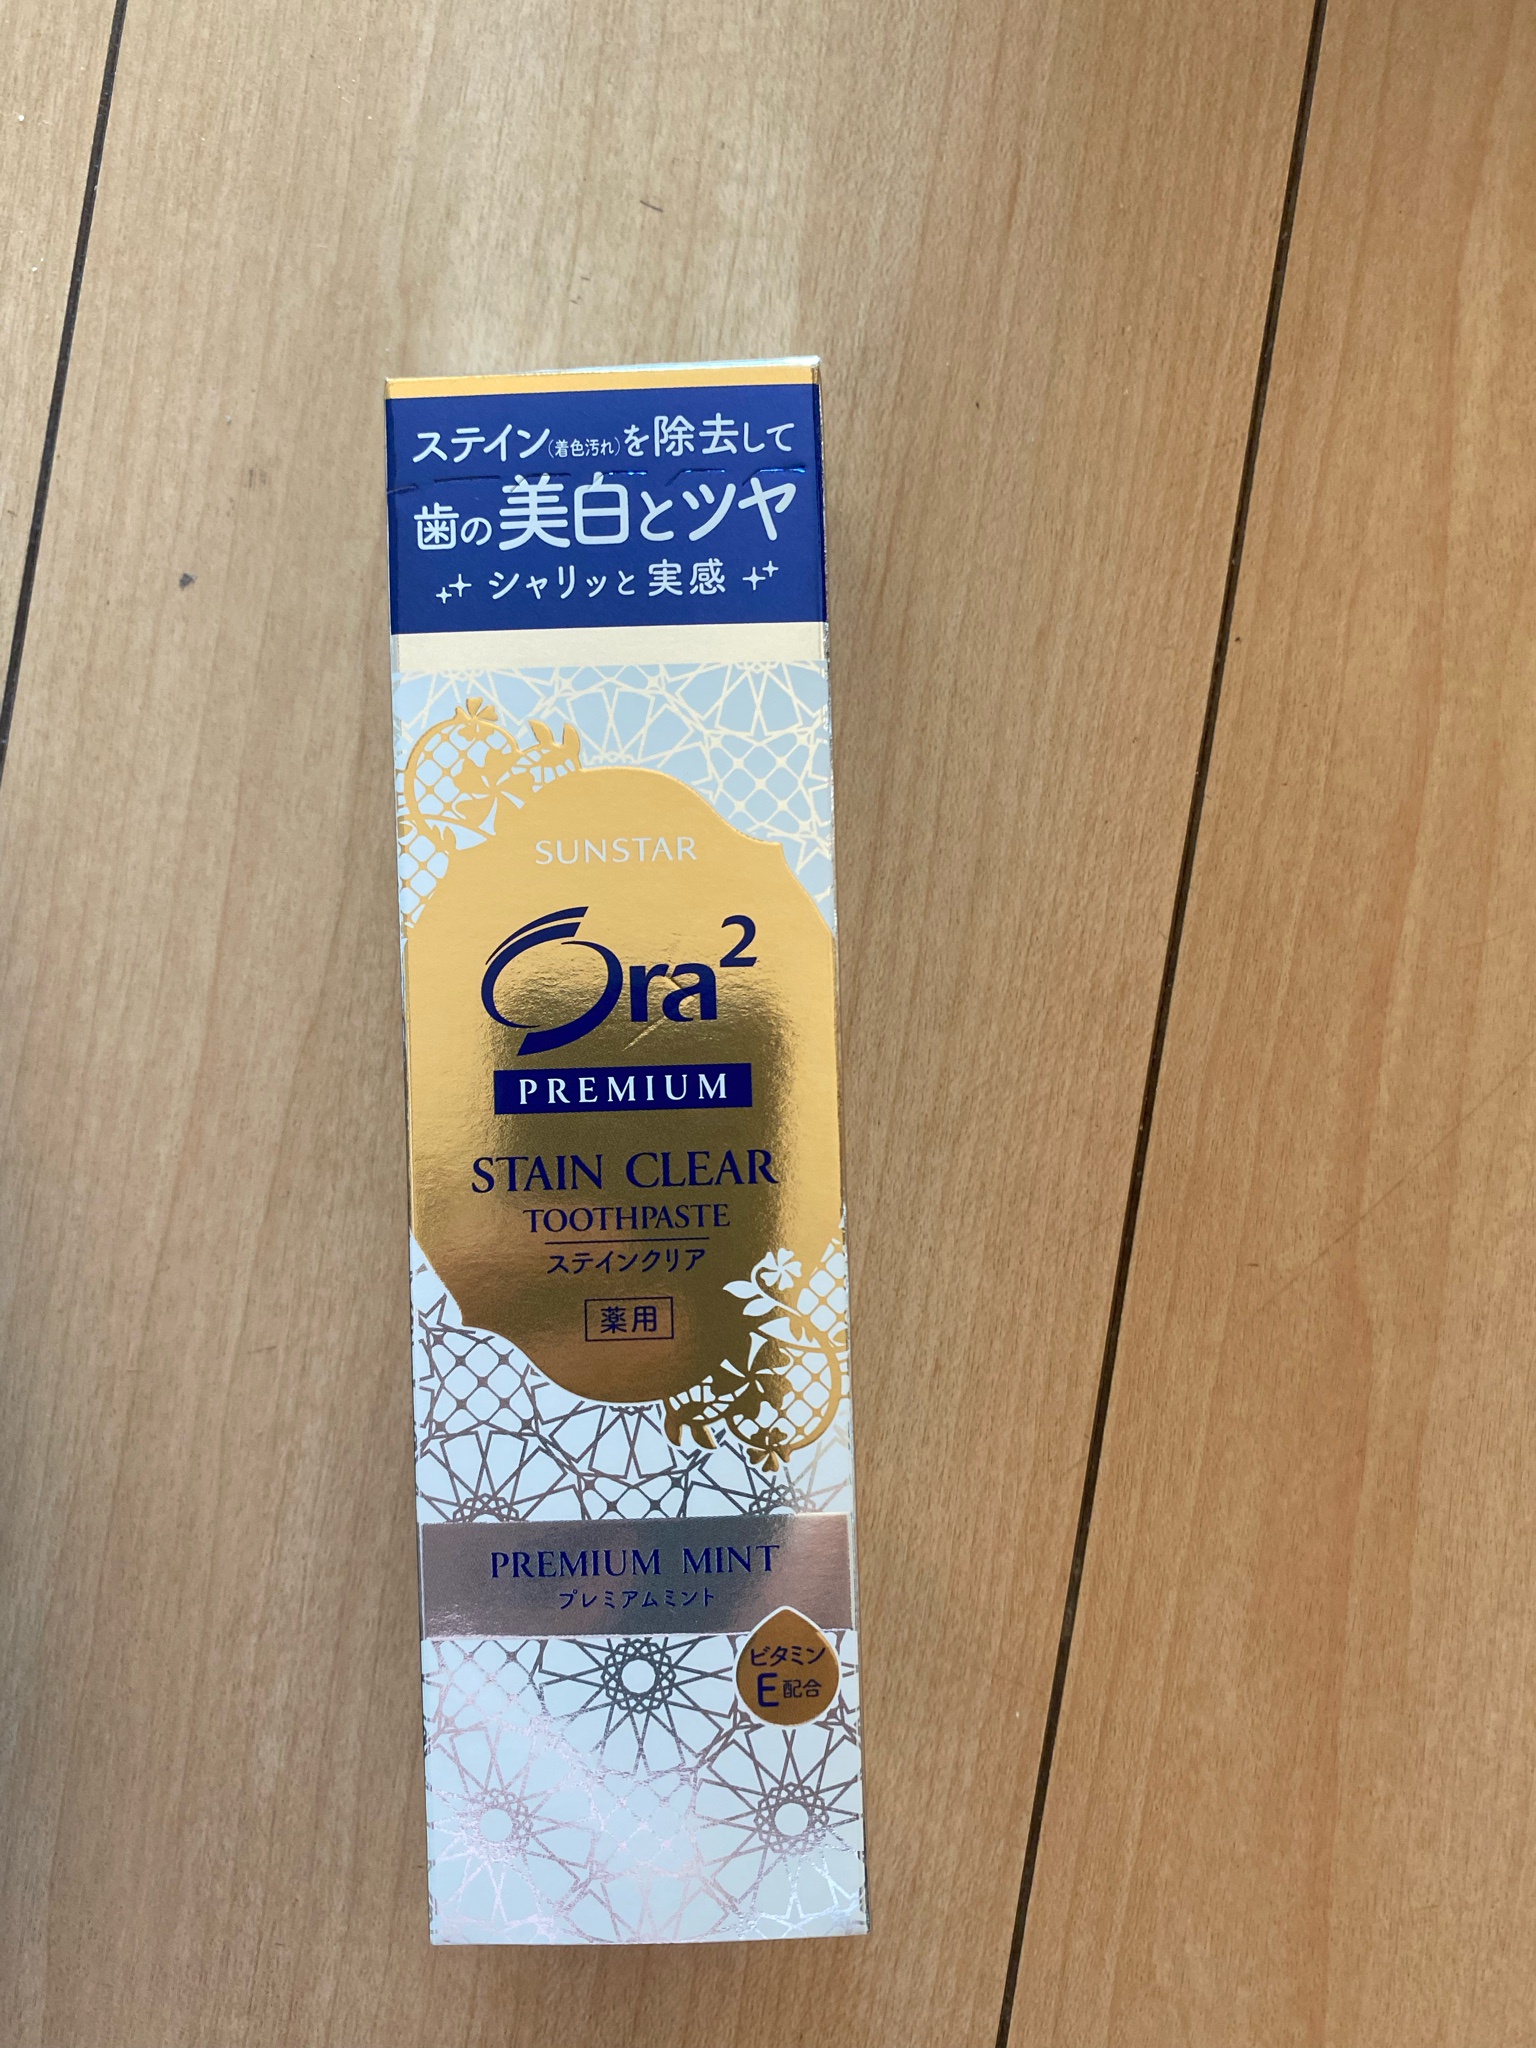 ステイン(着色汚れ)を除去して
歯の美白とツヤ
シャリッと実感
SUNSTAR
Ora²
PREMIUM
STAIN CLEAR
TOOTHPASTE
ステインクリア
薬用
PREMIUM MINT
プレミアムミント
ビタミン
E配合